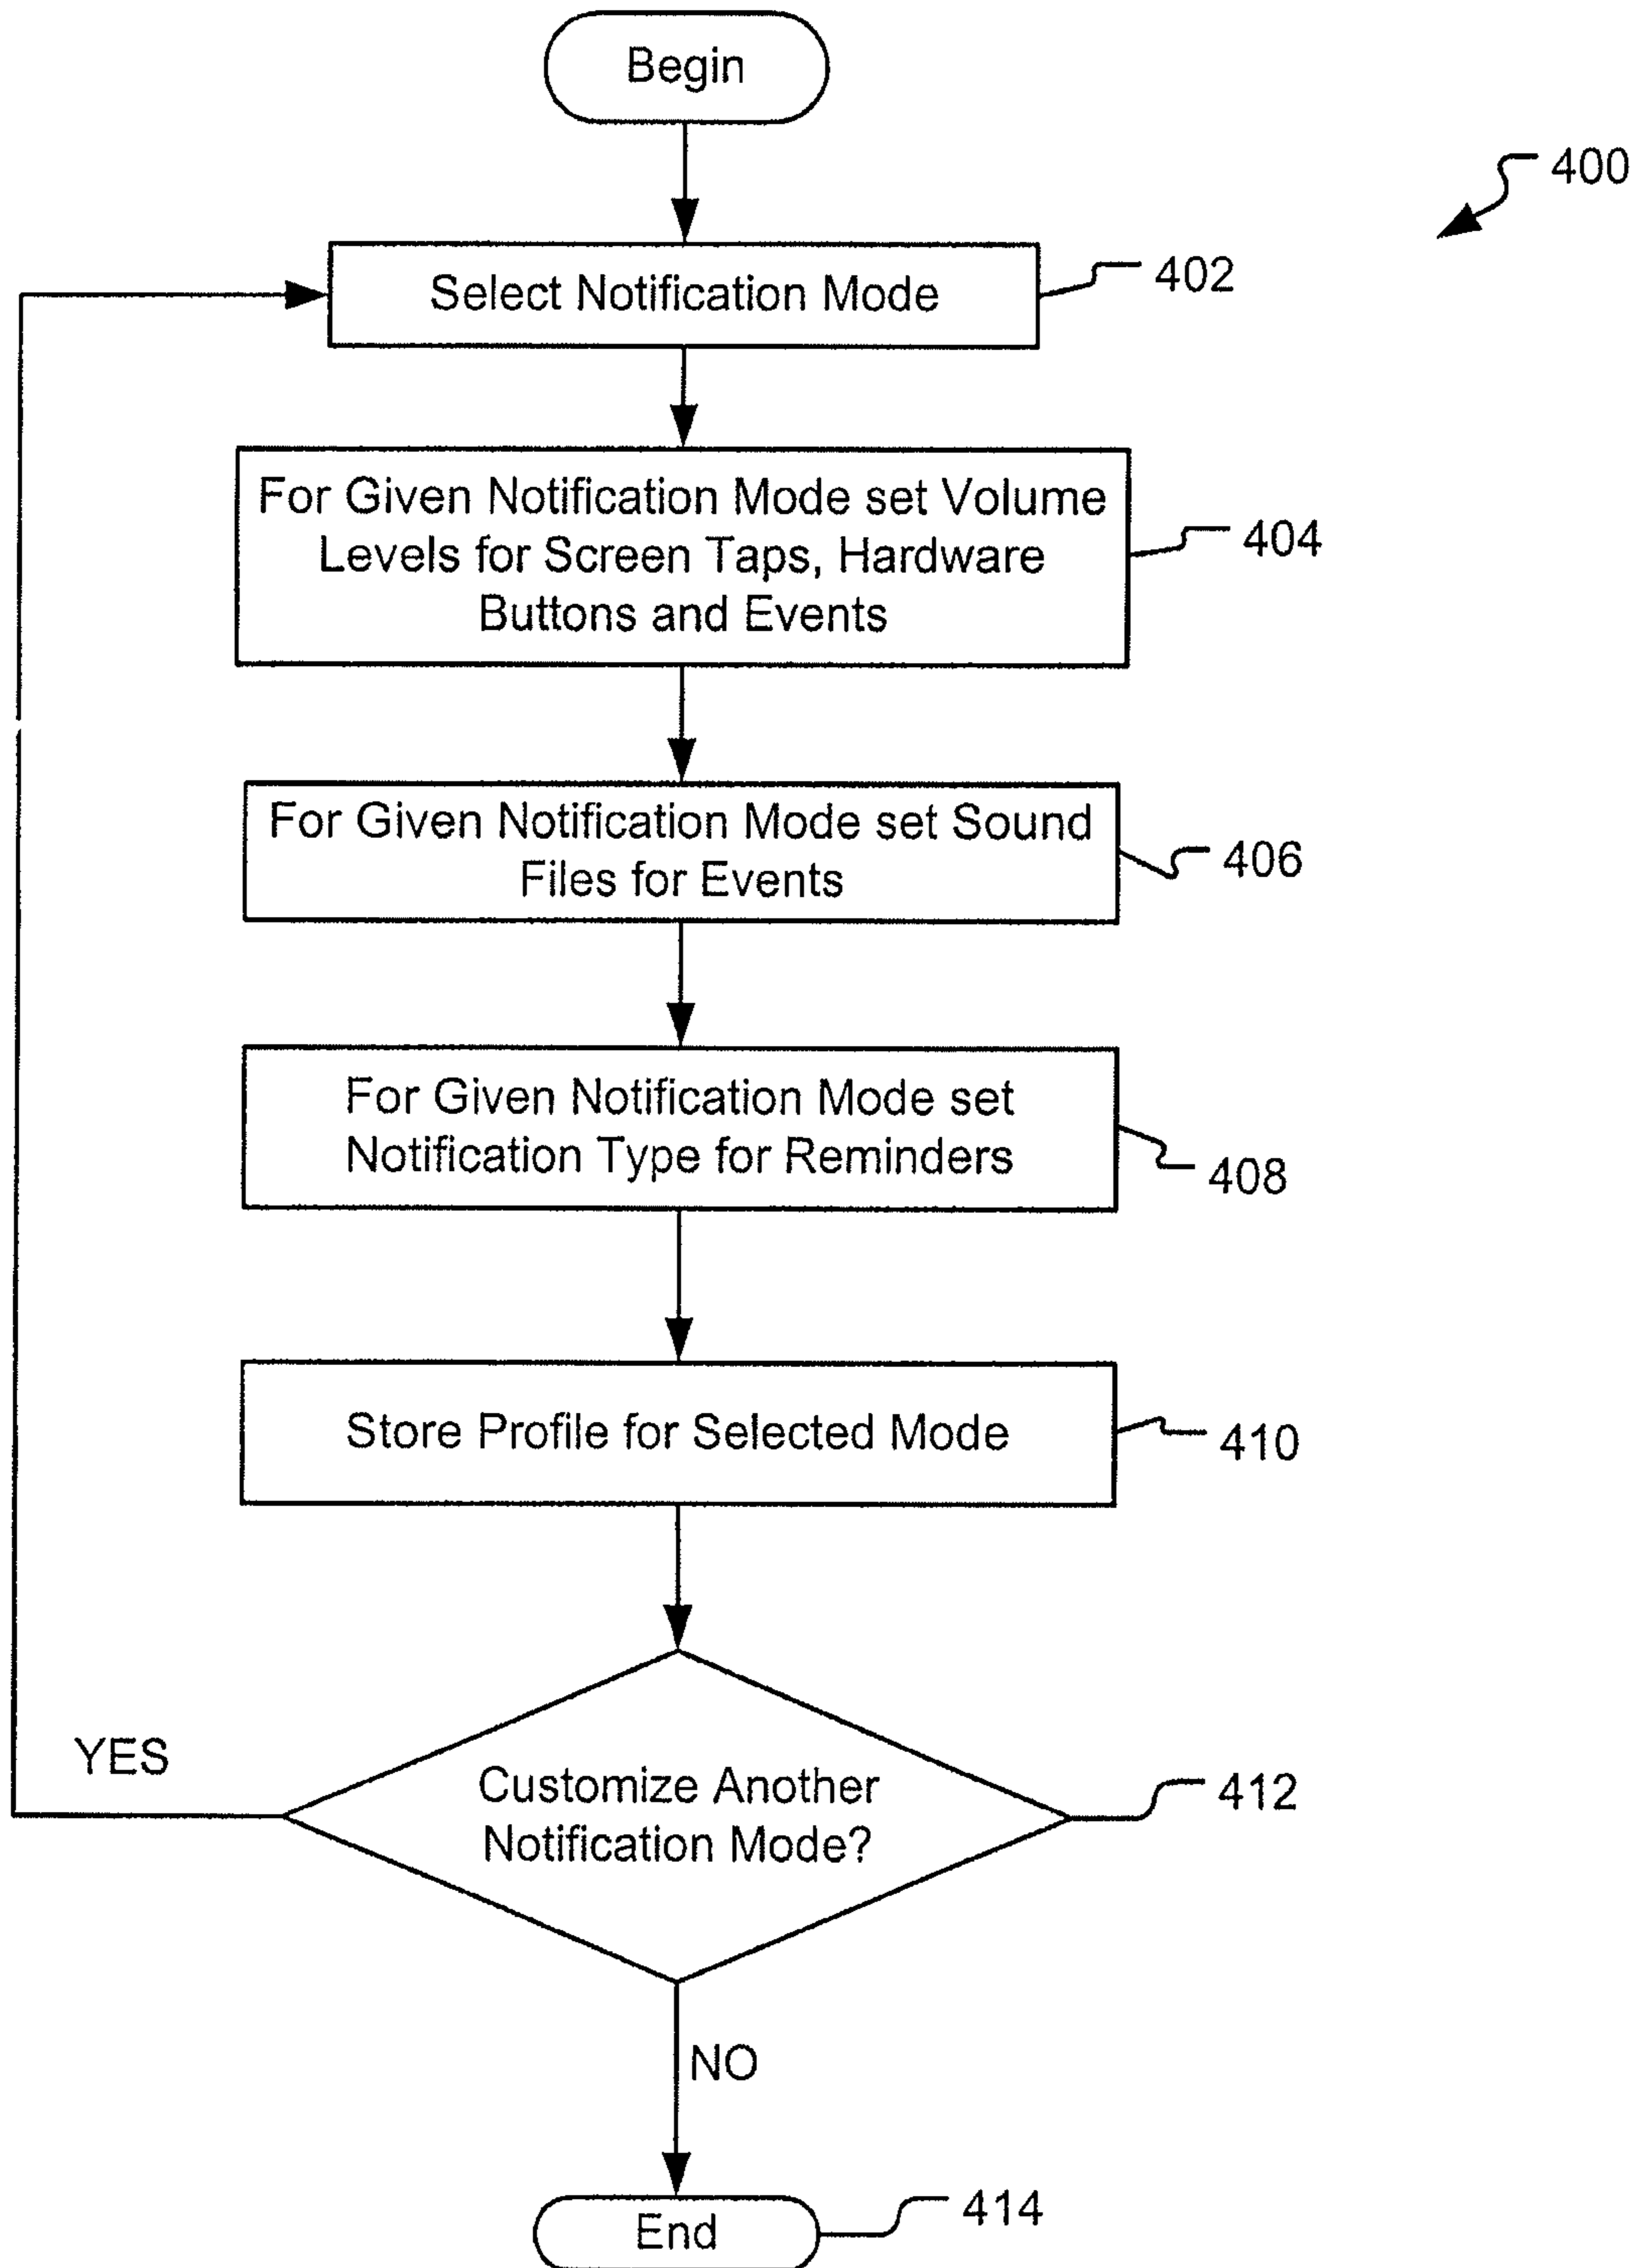 Begin
400
Select Notification Mode
402
For Given Notification Mode set Volume
Levels for Screen Taps, Hardware
Buttons and Events
404
For Given Notification Mode set Sound
Files for Events
406
For Given Notification Mode set
Notification Type for Reminders
408
Store Profile for Selected Mode
410
YES
Customize Another
Notification Mode?
412
NO
End
414